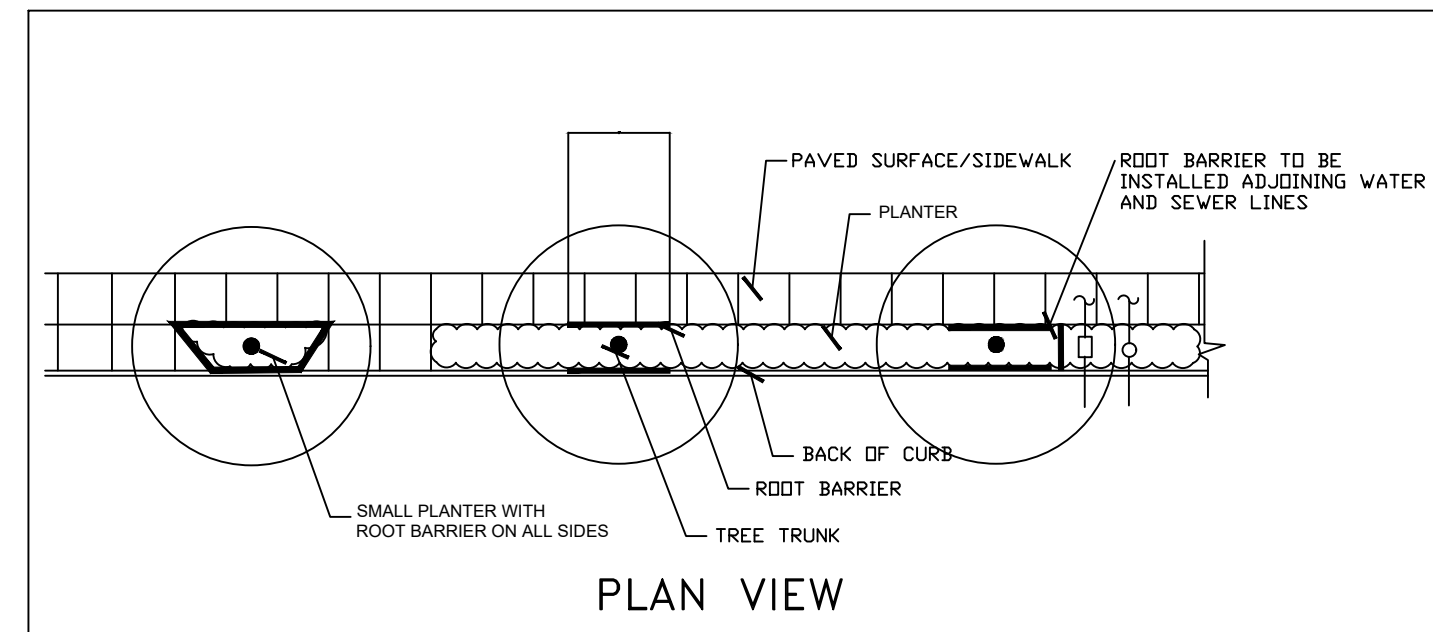 PAVED SURFACE/SIDEWALK
ROOT BARRIER TO BE
INSTALLED ADJOINING WATER
AND SEWER LINES
PLANTER
BACK OF CURB
ROOT BARRIER
SMALL PLANTER WITH
ROOT BARRIER ON ALL SIDES
TREE TRUNK
PLAN VIEW